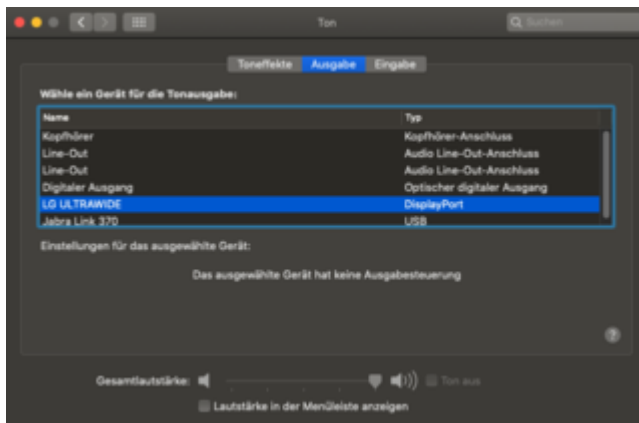 Ton
Suchen
Toneffekte Ausgabe Eingabe
Wähle ein Gerät für die Tonausgabe:
Name Typ
Kopfhörer Kopfhörer-Anschluss
Line-Out Audio Line-Out-Anschluss
Line-Out Audio Line-Out-Anschluss
Digitaler Ausgang Optischer digitaler Ausgang
LG ULTRAWIDE DisplayPort
Jabra Link 370 USB
Einstellungen für das ausgewählte Gerät:
Das ausgewählte Gerät hat keine Ausgabesteuerung
?
Gesamtlautstärke: Ton aus
Lautstärke in der Menüleiste anzeigen